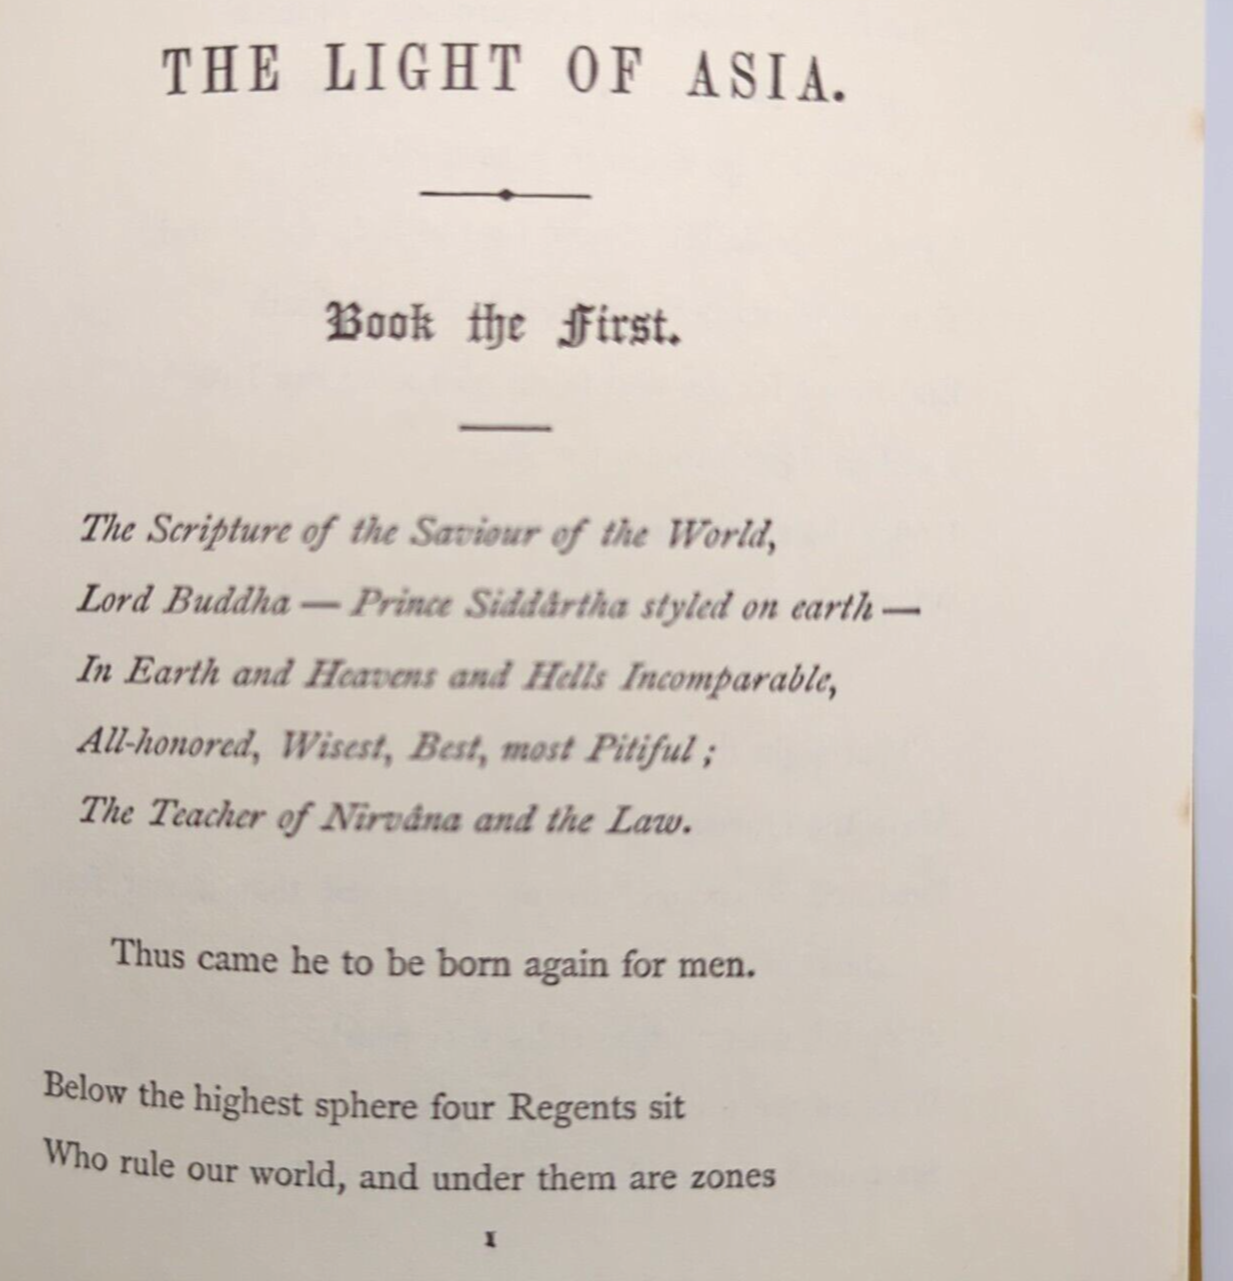 THE LIGHT OF ASIA.
Book the First.
The Scripture of the Saviour of the World,
Lord Buddha — Prince Siddârtha styled on earth —
In Earth and Heavens and Hells Incomparable,
All-honored, Wisest, Best, most Pitiful ;
The Teacher of Nirvâna and the Law.
Thus came he to be born again for men.
Below the highest sphere four Regents sit
Who rule our world, and under them are zones
1